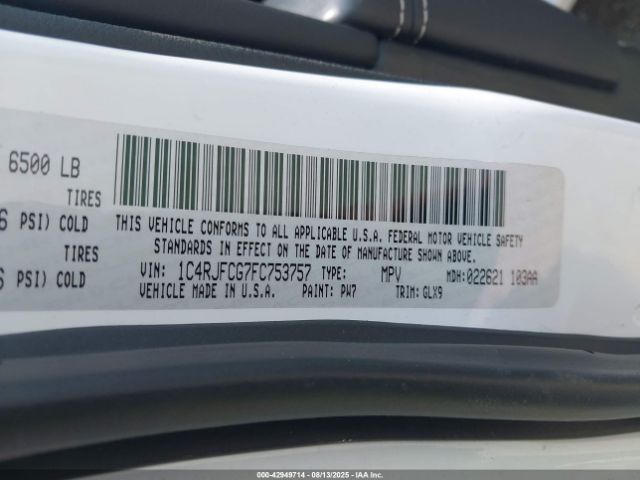 6500 LB
TIRES
PSI) COLD
TIRES
PSI) COLD
THIS VEHICLE CONFORMS TO ALL APPLICABLE U.S.A. FEDERAL MOTOR VEHICLE SAFETY
STANDARDS IN EFFECT ON THE DATE OF MANUFACTURE SHOWN ABOVE.
VIN: 1C4RJFCG7FC753757 TYPE: MPV MDH: 022621 103AA
VEHICLE MADE IN U.S.A. PAINT: PW7 TRIM: GLX9
000-42949714 - 08/13/2025 - IAA Inc.